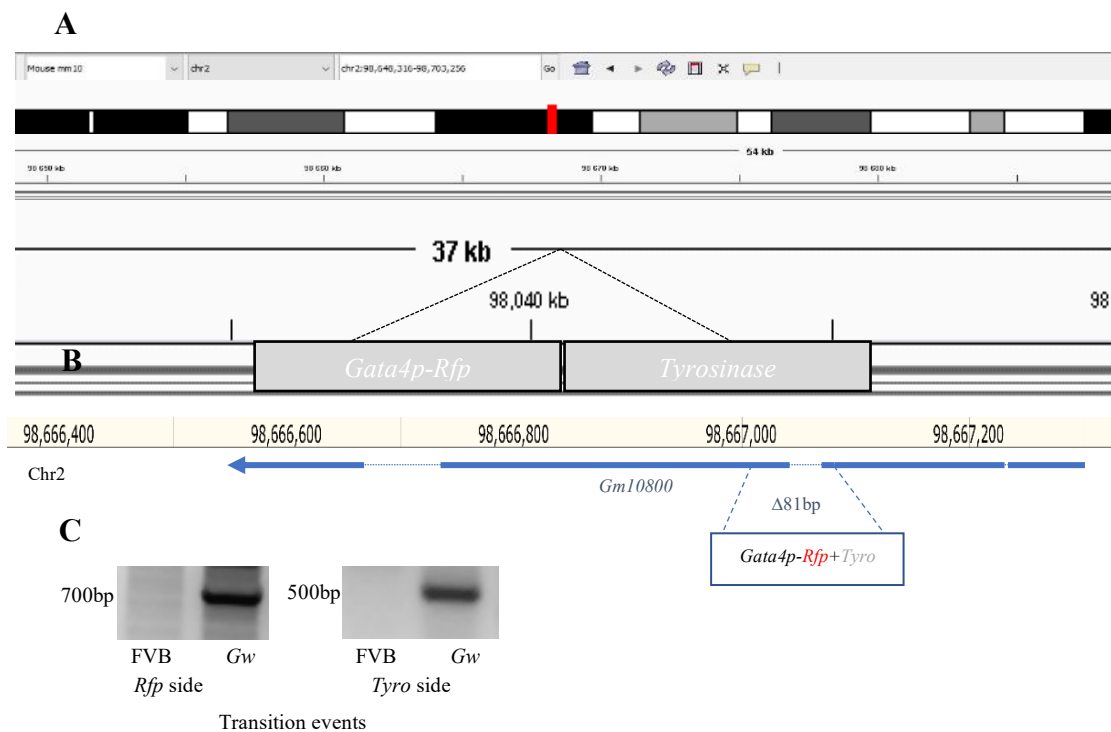 A
Mouse mm10 chr2 chr2:98,648,316-98,703,256 Go
54 kb
98 650 kb 98 660 kb 98 670 kb 98 680 kb
37 kb
98,040 kb 98
B
Gata4p-Rfp Tyrosinase
98,666,400 98,666,600 98,666,800 98,667,000 98,667,200
Chr2
Gm10800
Δ81bp
Gata4p-Rfp+Tyro
C
700bp 500bp
FVB Gw FVB Gw
Rfp side Tyro side
Transition events